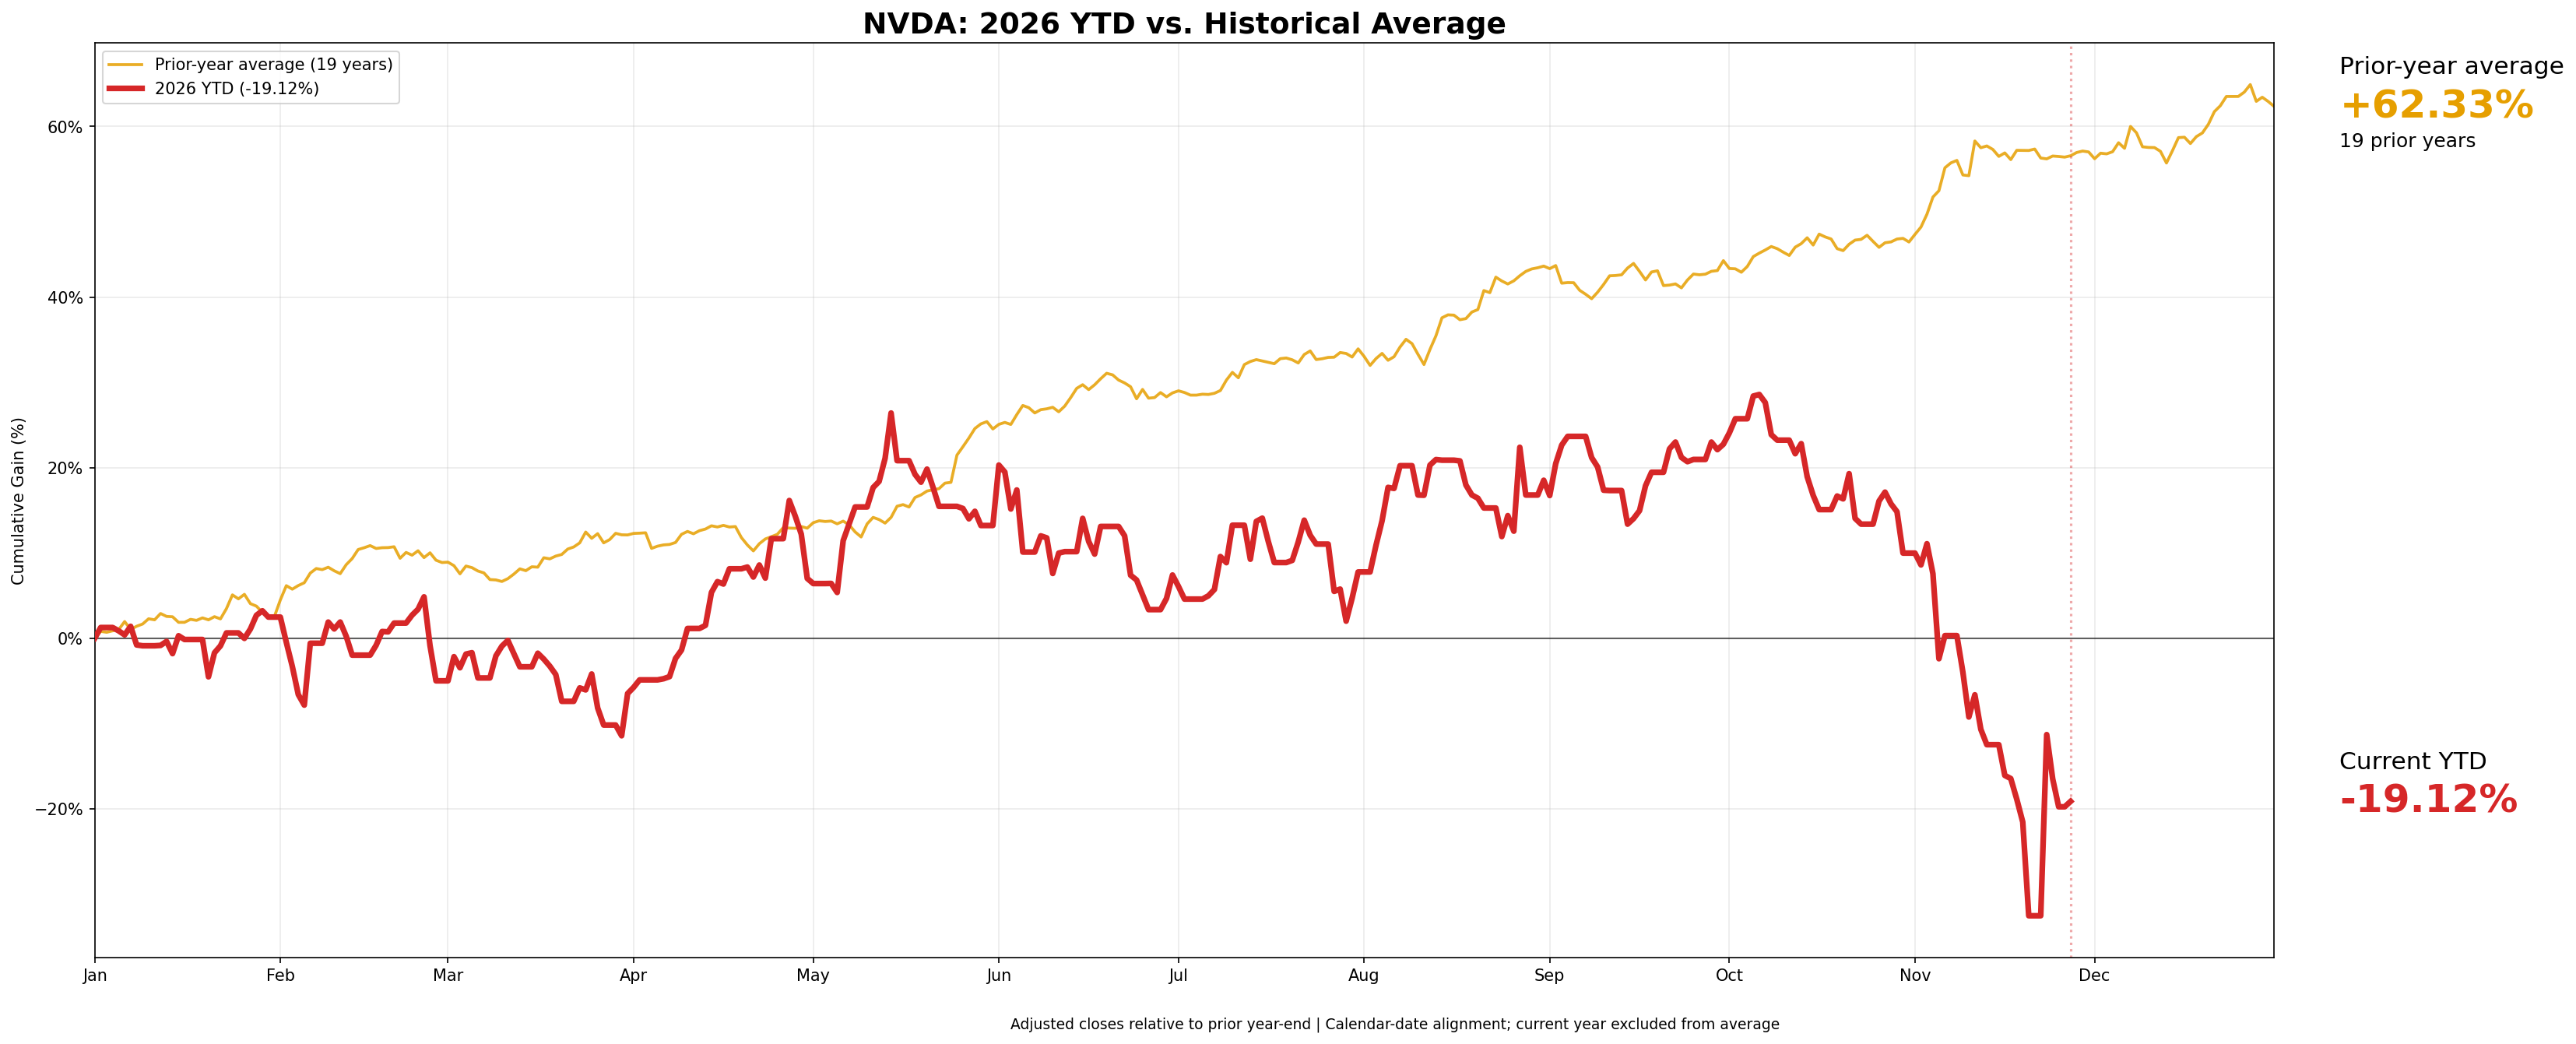 NVDA: 2026 YTD vs. Historical Average
Prior-year average (19 years)
2026 YTD (-19.12%)
Prior-year average
+62.33%
19 prior years
Current YTD
-19.12%
Cumulative Gain (%)
60%
40%
20%
0%
−20%
Jan Feb Mar Apr May Jun Jul Aug Sep Oct Nov Dec
Adjusted closes relative to prior year-end | Calendar-date alignment; current year excluded from average